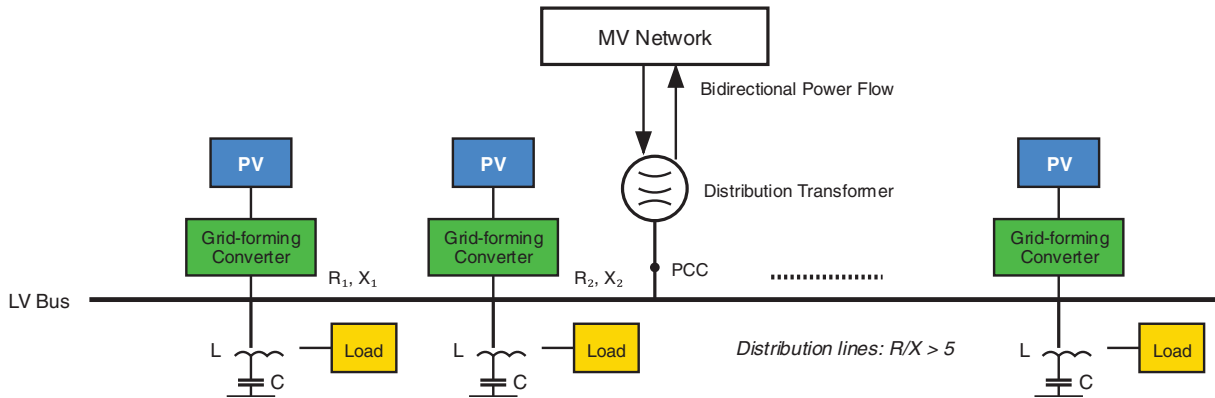 MV Network
Bidirectional Power Flow
PV
PV
PV
Distribution Transformer
Grid-forming
Converter
Grid-forming
Converter
Grid-forming
Converter
R₁, X₁
R₂, X₂
PCC
LV Bus
L
Load
L
Load
Distribution lines: R/X > 5
L
Load
C
C
C